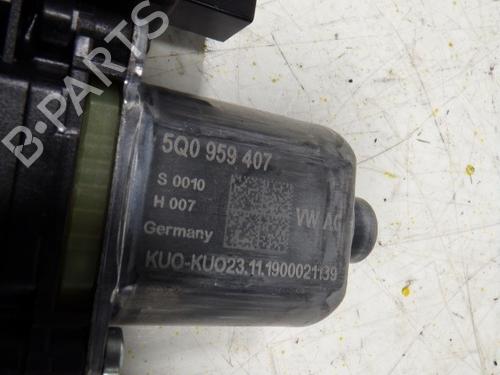 B-PARTS
5Q0 959 407
S 0010
H 007
VW AG
Germany
KUO-KUO23.11.1900021139